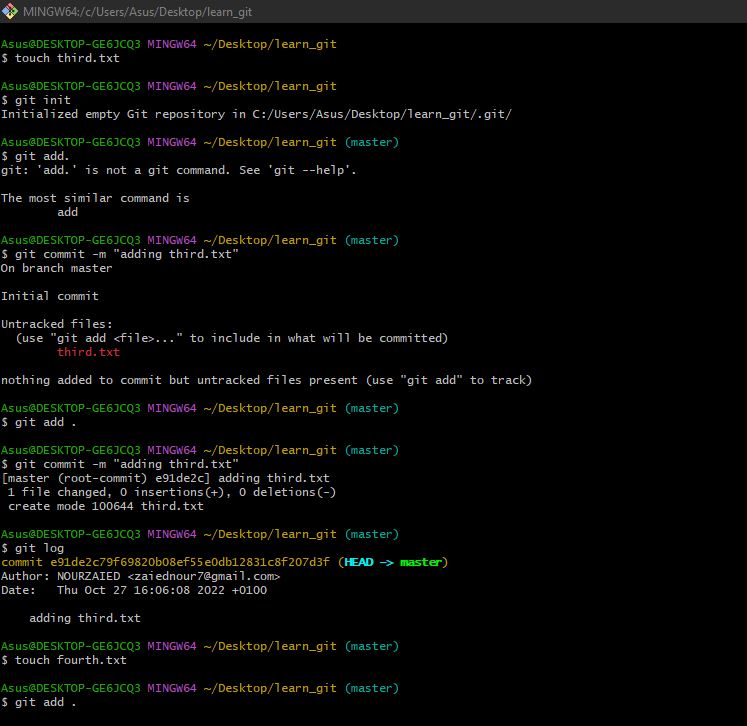 MINGW64:/c/Users/Asus/Desktop/learn_git
Asus@DESKTOP-GE6JCQ3 MINGW64 ~/Desktop/learn_git
$ touch third.txt
Asus@DESKTOP-GE6JCQ3 MINGW64 ~/Desktop/learn_git
$ git init
Initialized empty Git repository in C:/Users/Asus/Desktop/learn_git/.git/
Asus@DESKTOP-GE6JCQ3 MINGW64 ~/Desktop/learn_git (master)
$ git add.
git: 'add.' is not a git command. See 'git --help'.
The most similar command is
add
Asus@DESKTOP-GE6JCQ3 MINGW64 ~/Desktop/learn_git (master)
$ git commit -m "adding third.txt"
On branch master
Initial commit
Untracked files:
(use "git add <file>..." to include in what will be committed)
third.txt
nothing added to commit but untracked files present (use "git add" to track)
Asus@DESKTOP-GE6JCQ3 MINGW64 ~/Desktop/learn_git (master)
$ git add .
Asus@DESKTOP-GE6JCQ3 MINGW64 ~/Desktop/learn_git (master)
$ git commit -m "adding third.txt"
[master (root-commit) e91de2c] adding third.txt
1 file changed, 0 insertions(+), 0 deletions(-)
create mode 100644 third.txt
Asus@DESKTOP-GE6JCQ3 MINGW64 ~/Desktop/learn_git (master)
$ git log
commit e91de2c79f69820b08ef55e0db12831c8f207d3f (HEAD -> master)
Author: NOURZAIED <zaiednour7@gmail.com>
Date:   Thu Oct 27 16:06:08 2022 +0100
adding third.txt
Asus@DESKTOP-GE6JCQ3 MINGW64 ~/Desktop/learn_git (master)
$ touch fourth.txt
Asus@DESKTOP-GE6JCQ3 MINGW64 ~/Desktop/learn_git (master)
$ git add .